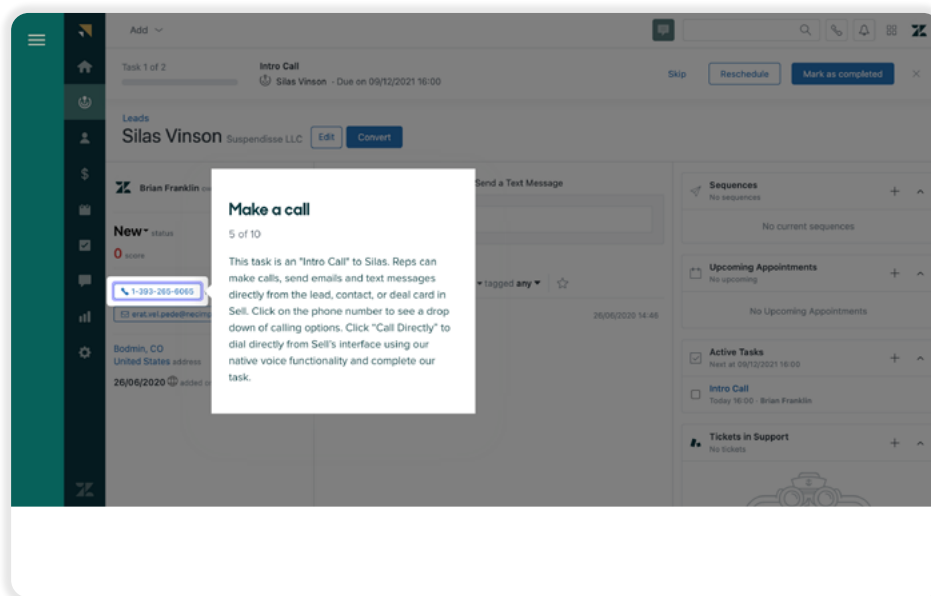 Add
Task 1 of 2
Intro Call
Silas Vinson - Due on 09/12/2021 16:00
Skip
Reschedule
Mark as completed
Leads
Silas Vinson Suspendisse LLC
Edit
Convert
Brian Franklin
New status
0 score
1-393-265-6065
Bodmin, CO
United States address
26/06/2020 added
Make a call
5 of 10
This task is an "Intro Call" to Silas. Reps can
make calls, send emails and text messages
directly from the lead, contact, or deal card in
Sell. Click on the phone number to see a drop
down of calling options. Click "Call Directly" to
dial directly from Sell's interface using our
native voice functionality and complete our
task.
Send a Text Message
tagged any
26/06/2020 14:46
Sequences
No sequences
No current sequences
Upcoming Appointments
No upcoming
No Upcoming Appointments
Active Tasks
Next at 09/12/2021 16:00
Intro Call
Today 16:00 - Brian Franklin
Tickets in Support
No tickets